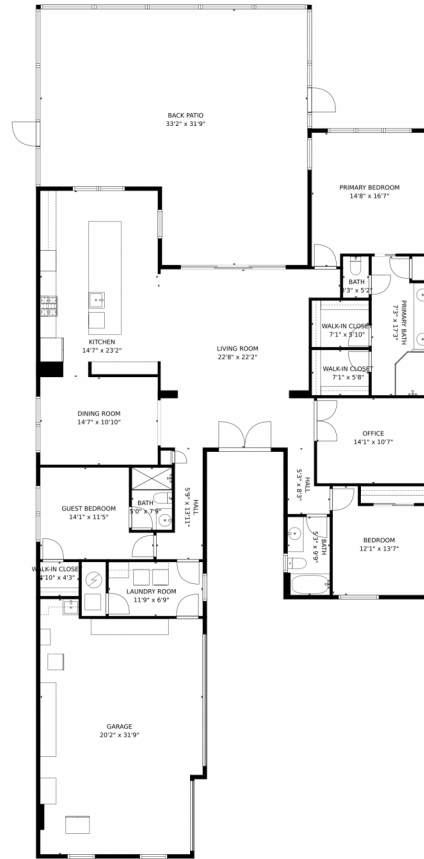 BACK PATIO
33'2" x 31'9"
PRIMARY BEDROOM
14'8" x 16'7"
BATH
3'3" x 5'2"
PRIMARY BATH
7'3" x 17'3"
WALK-IN CLOSET
7'1" x 5'10"
KITCHEN
14'7" x 23'2"
LIVING ROOM
22'8" x 22'2"
WALK-IN CLOSET
7'1" x 5'8"
DINING ROOM
14'7" x 10'10"
OFFICE
14'1" x 10'7"
HALL
5'9" x 13'11"
HALL
5'3" x 8'2"
GUEST BEDROOM
14'1" x 11'5"
BATH
5'0" x 7'9"
BATH
5'3" x 9'9"
BEDROOM
12'1" x 13'7"
WALK-IN CLOSE
4'10" x 4'3"
LAUNDRY ROOM
11'9" x 6'9"
GARAGE
20'2" x 31'9"